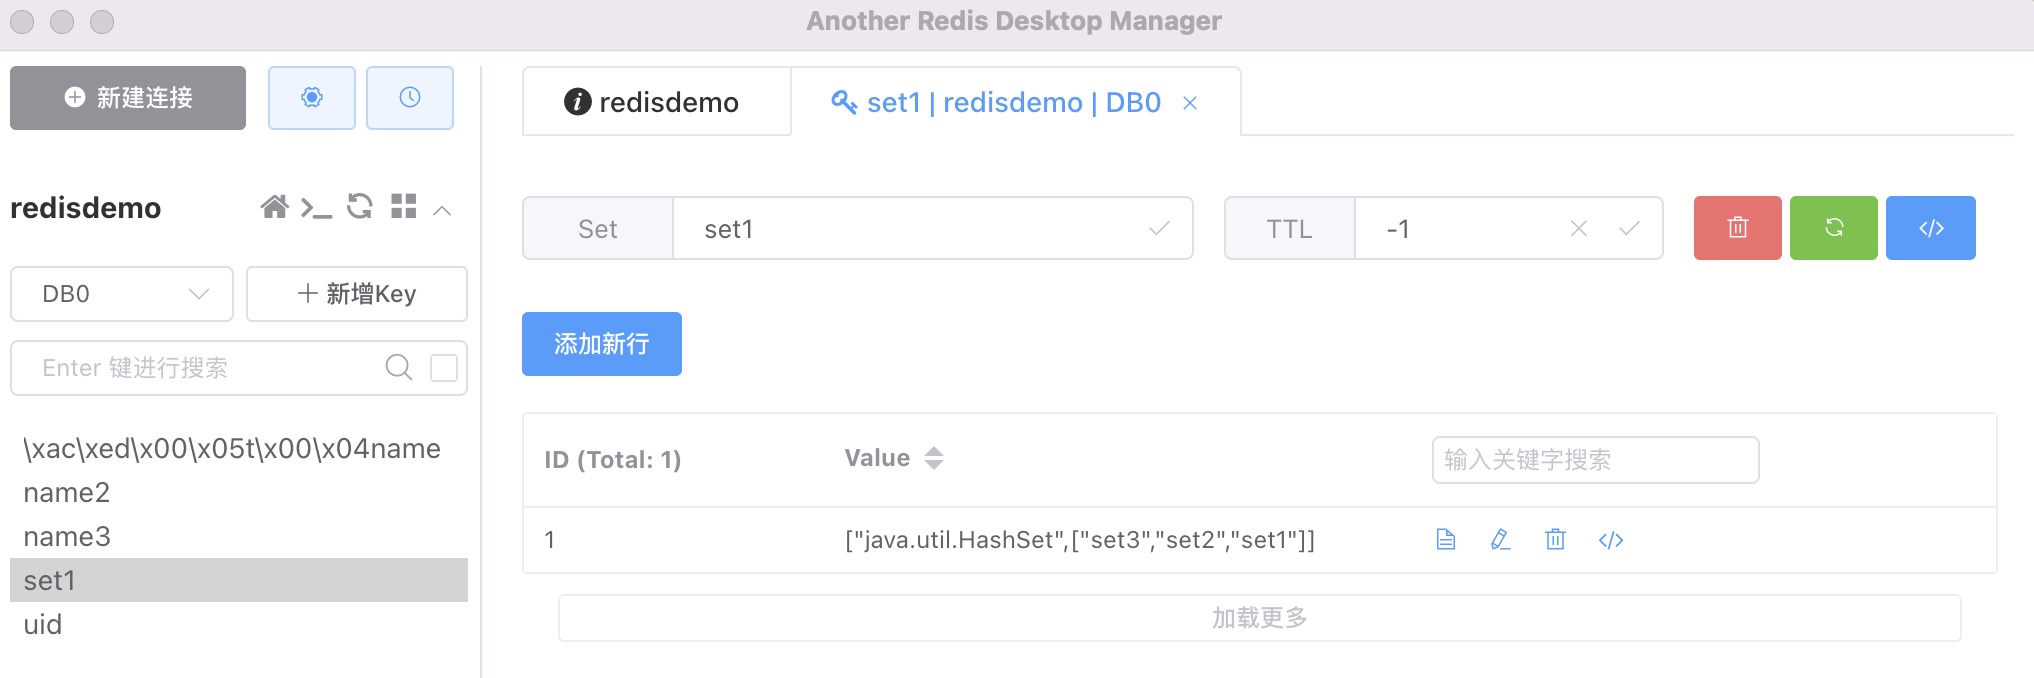 Another Redis Desktop Manager
新建连接
redisdemo
DB0
新增Key
Enter 键进行搜索
\xac\xed\x00\x05t\x00\x04name
name2
name3
set1
uid
redisdemo
set1 | redisdemo | DB0
Set set1
TTL -1
添加新行
ID (Total: 1) Value 输入关键字搜索
1 ["java.util.HashSet",["set3","set2","set1"]]
加载更多